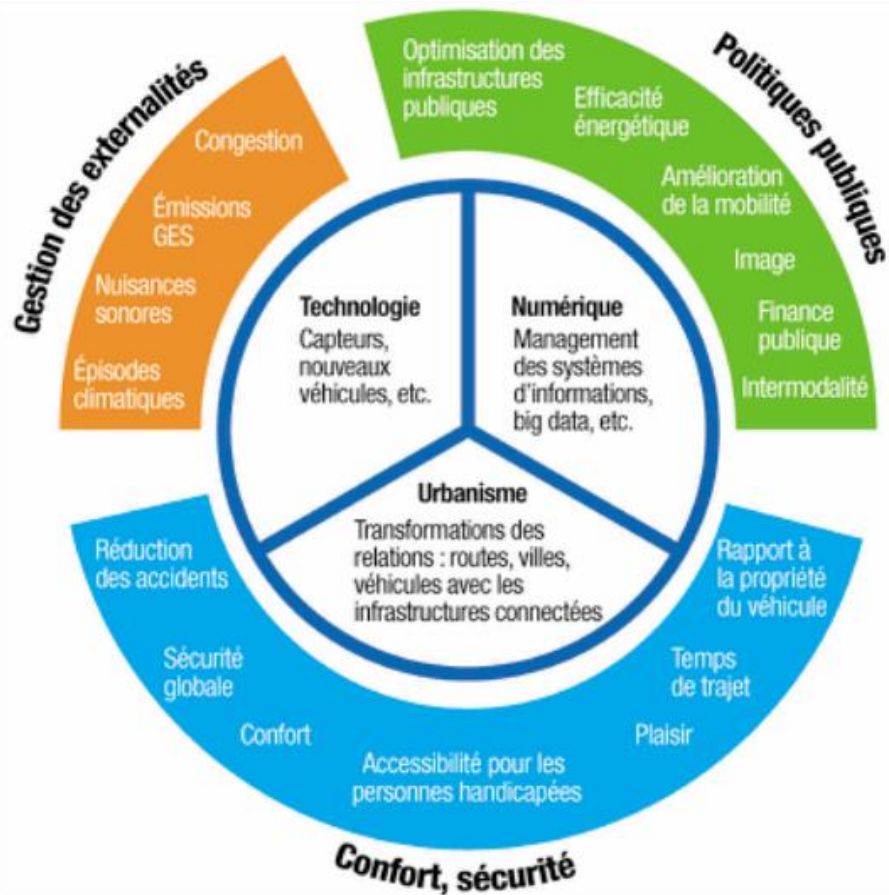 Gestion des externalités
Congestion
Émissions
GES
Nuisances
sonores
Épisodes
climatiques
Politiques publiques
Optimisation des
infrastructures
publiques
Efficacité
énergétique
Amélioration
de la mobilité
Image
Finance
publique
Intermodalité
Technologie
Capteurs,
nouveaux
véhicules, etc.
Numérique
Management
des systèmes
d'informations,
big data, etc.
Urbanisme
Transformations des
relations : routes, villes,
véhicules avec les
infrastructures connectées
Réduction
des accidents
Sécurité
globale
Confort
Accessibilité pour les
personnes handicapées
Plaisir
Temps
de trajet
Rapport à
la propriété
du véhicule
Confort, sécurité